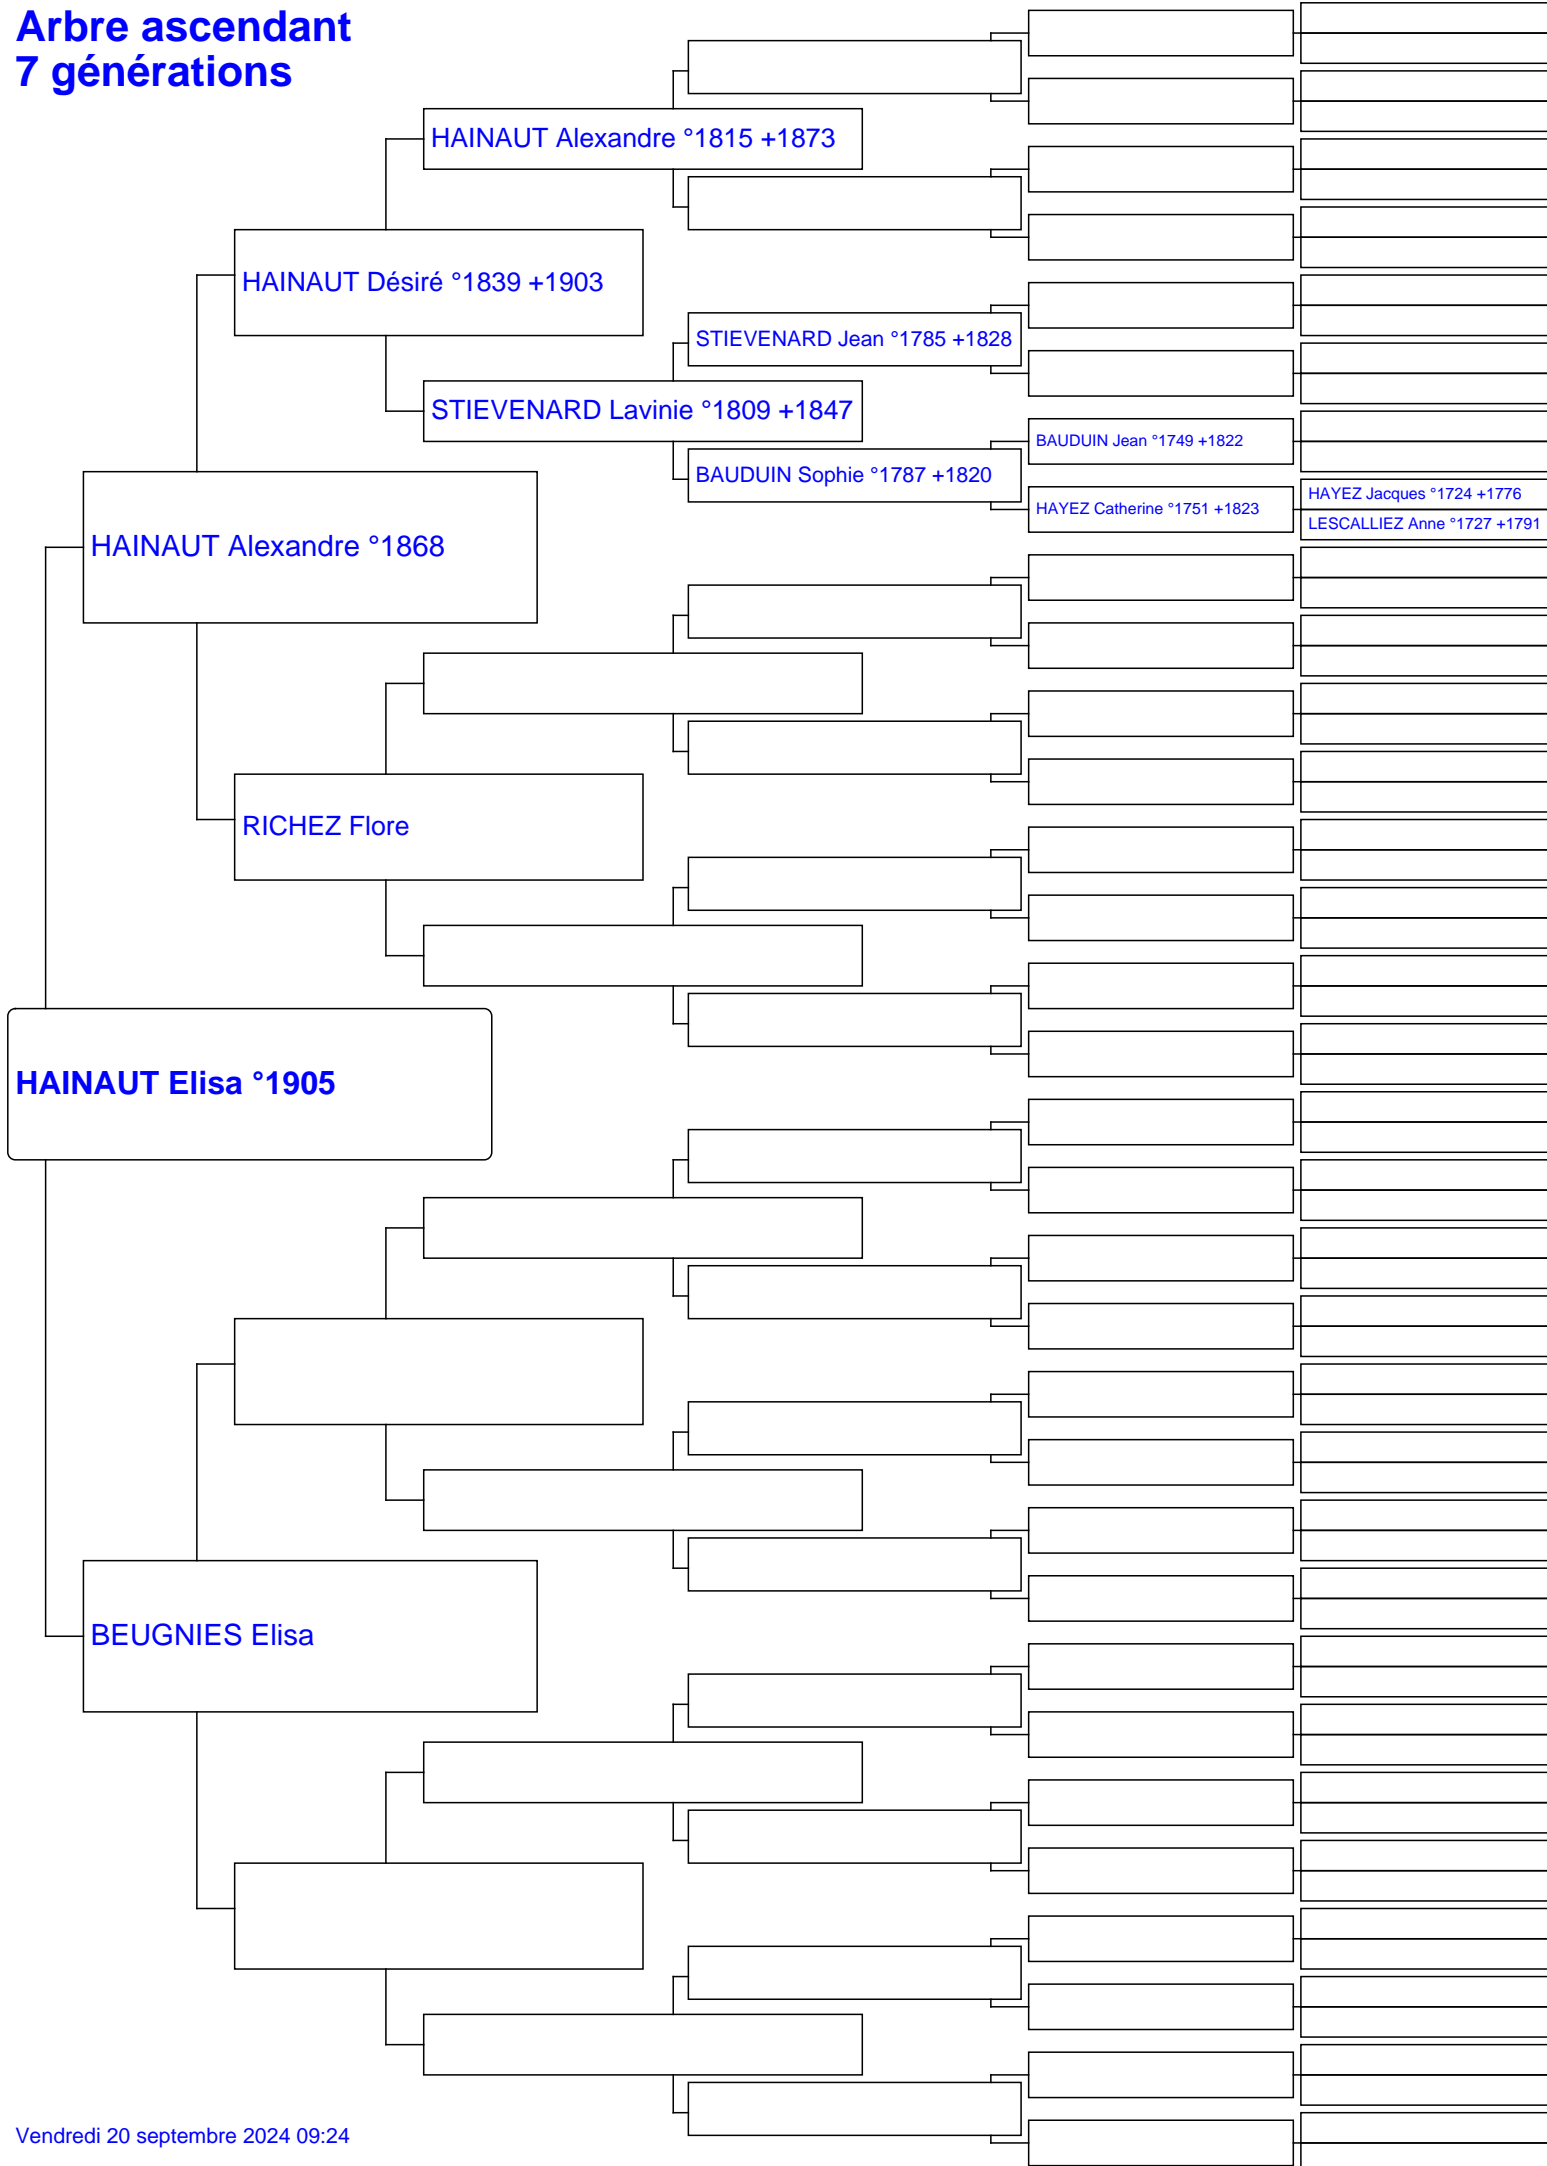 Arbre ascendant
7 générations
HAINAUT Alexandre °1815 +1873
HAINAUT Désiré °1839 +1903
STIEVENARD Jean °1785 +1828
STIEVENARD Lavinie °1809 +1847
BAUDUIN Jean °1749 +1822
BAUDUIN Sophie °1787 +1820
HAYEZ Jacques °1724 +1776
HAYEZ Catherine °1751 +1823
LESCALLIEZ Anne °1727 +1791
HAINAUT Alexandre °1868
RICHEZ Flore
HAINAUT Elisa °1905
BEUGNIES Elisa
Vendredi 20 septembre 2024 09:24